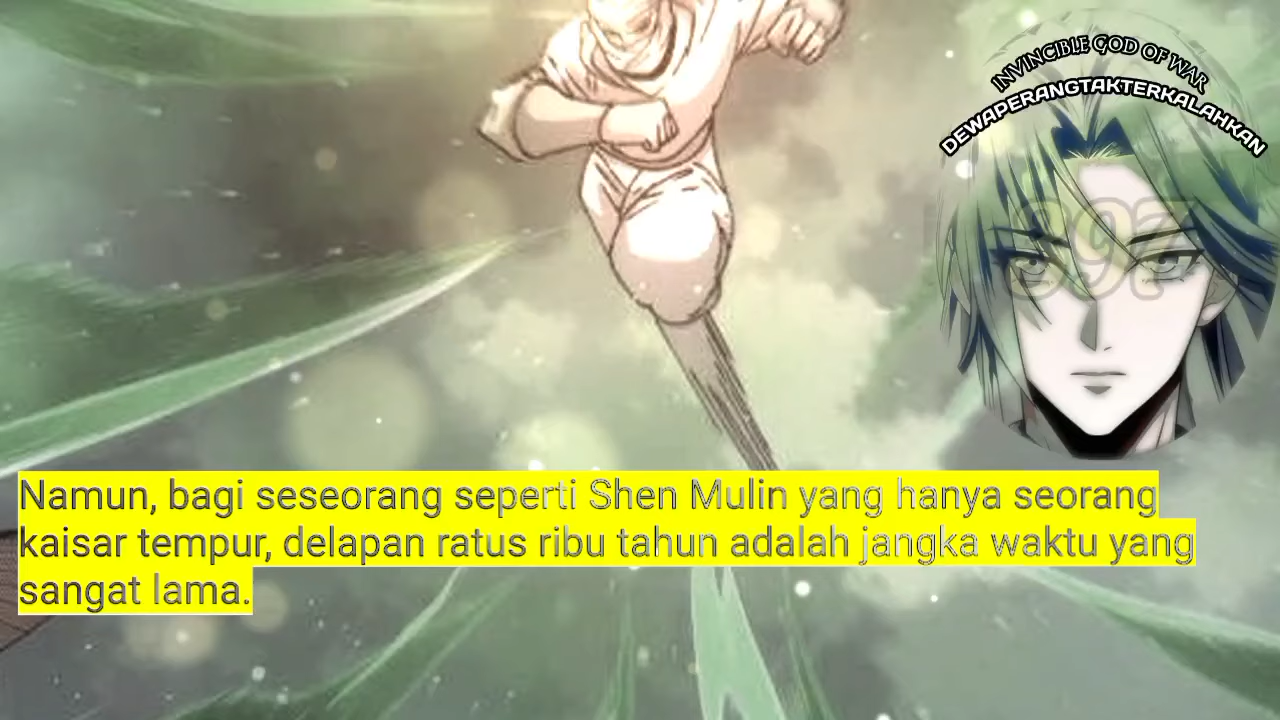 INVINCIBLE GOD OF WAR
DEWAPERANGTAKTERKALAHKAN
897
Namun, bagi seseorang seperti Shen Mulin yang hanya seorang
kaisar tempur, delapan ratus ribu tahun adalah jangka waktu yang
sangat lama.